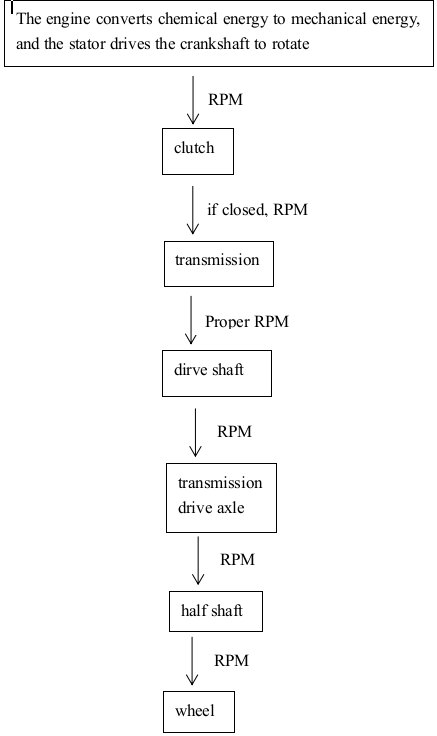 The engine converts chemical energy to mechanical energy,
and the stator drives the crankshaft to rotate
RPM
clutch
if closed, RPM
transmission
Proper RPM
dirve shaft
RPM
transmission
drive axle
RPM
half shaft
RPM
wheel